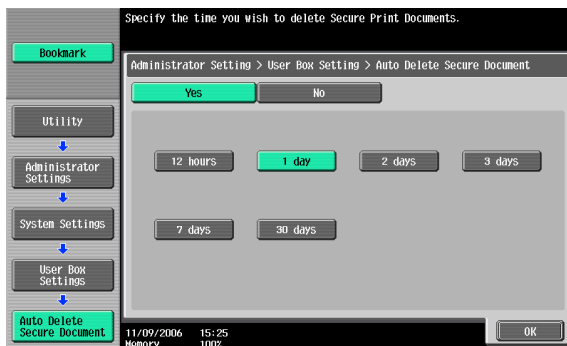 Specify the time you wish to delete Secure Print Documents.
Bookmark
Administrator Setting > User Box Setting > Auto Delete Secure Document
Yes
No
Utility
Administrator
Settings
System Settings
User Box
Settings
Auto Delete
Secure Document
12 hours
1 day
2 days
3 days
7 days
30 days
11/09/2006 15:25
Memory 100%
OK